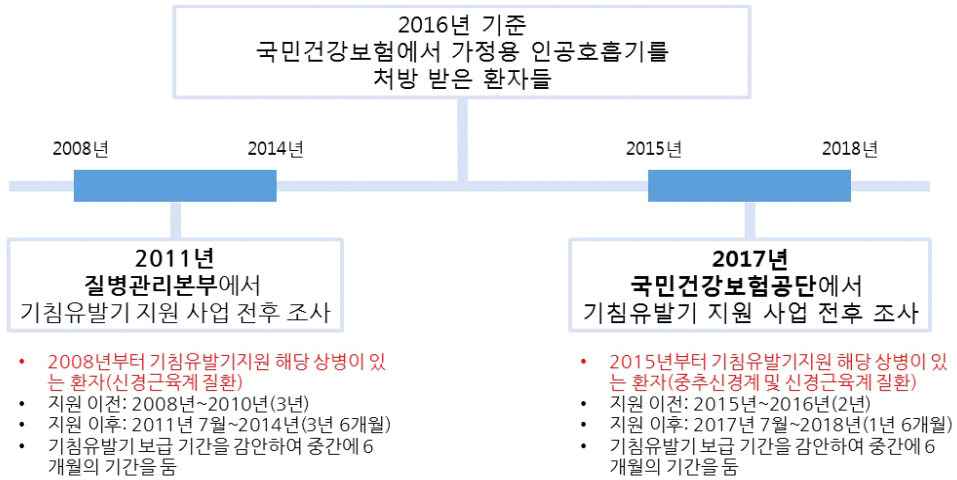 2016년 기준
국민건강보험에서 가정용 인공호흡기를
처방 받은 환자들
2008년
2014년
2015년
2018년
2011년
질병관리본부에서
기침유발기 지원 사업 전후 조사
2017년
국민건강보험공단에서
기침유발기 지원 사업 전후 조사
• 2008년부터 기침유발기지원 해당 상병이 있
는 환자(신경근육계 질환)
• 지원 이전: 2008년~2010년(3년)
• 지원 이후: 2011년 7월~2014년(3년 6개월)
• 기침유발기 보급 기간을 감안하여 중간에 6
개월의 기간을 둠
• 2015년부터 기침유발기지원 해당 상병이 있
는 환자(중추신경계 및 신경근육계 질환)
• 지원 이전: 2015년~2016년(2년)
• 지원 이후: 2017년 7월~2018년(1년 6개월)
• 기침유발기 보급 기간을 감안하여 중간에 6
개월의 기간을 둠